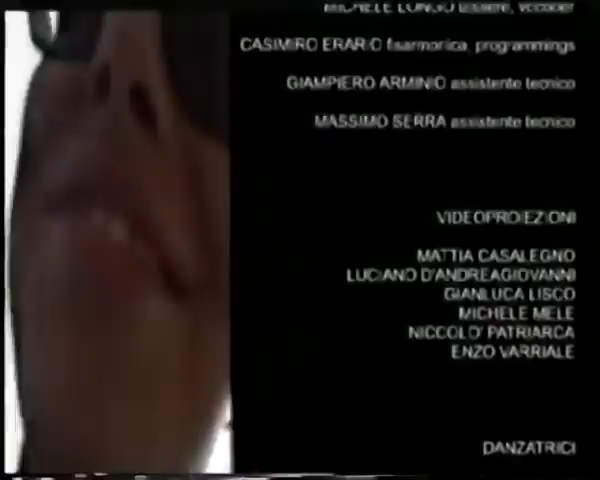 CASIMIRO ERARIO fisarmonica, programmings
GIAMPIERO ARMINIO assistente tecnico
MASSIMO SERRA assistente tecnico
VIDEOPROIEZIONI
MATTIA CASALEGNO
LUCIANO D'ANDREAGIOVANNI
GIANLUCA LISCO
MICHELE MELE
NICCOLO' PATRIARCA
ENZO VARRIALE
DANZATRICI